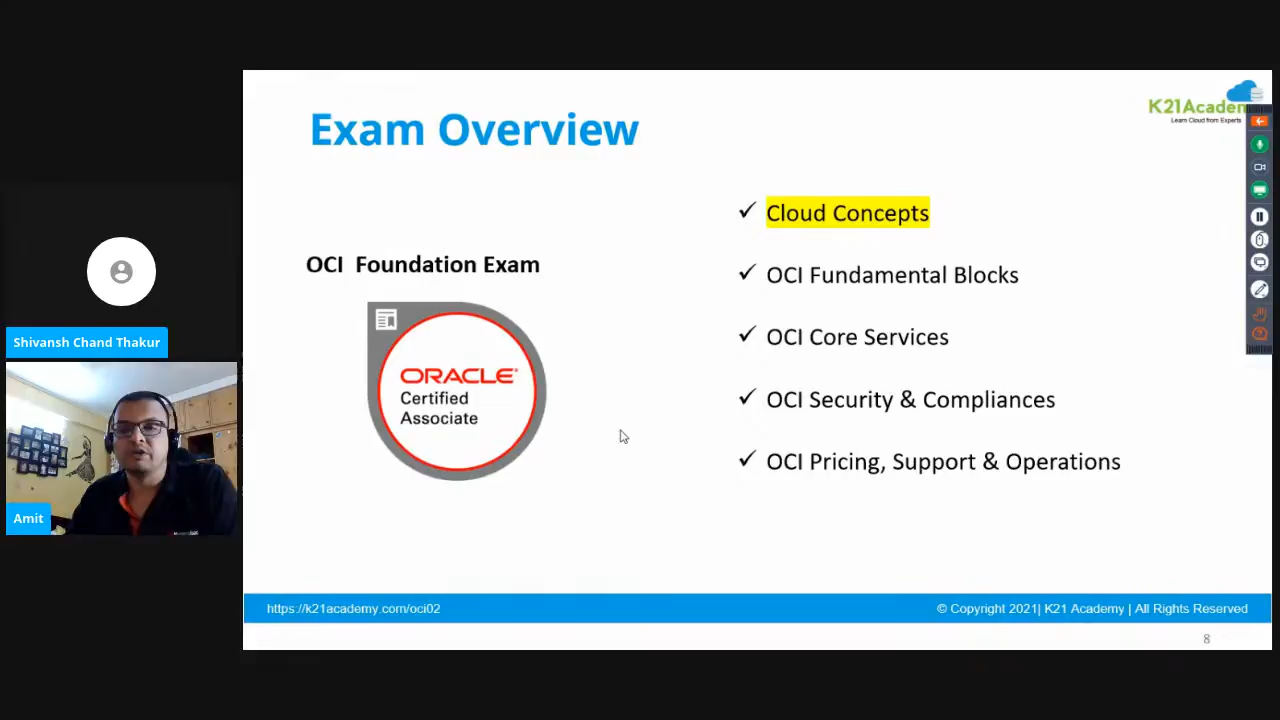 Exam Overview
K21Academ
Learn Cloud from Experts
OCI Foundation Exam
ORACLE
Certified
Associate
✓ Cloud Concepts
✓ OCI Fundamental Blocks
✓ OCI Core Services
✓ OCI Security & Compliances
✓ OCI Pricing, Support & Operations
Shivansh Chand Thakur
Amit
https://k21academy.com/oci02
© Copyright 2021| K21 Academy | All Rights Reserved
8